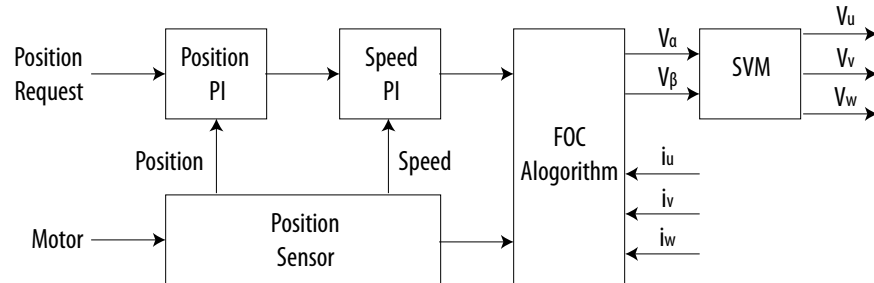 Position
Request
Position
PI
Speed
PI
Vα
Vβ
SVM
Vu
Vv
Vw
Position
Speed
FOC
Alogorithm
iu
iv
iw
Motor
Position
Sensor